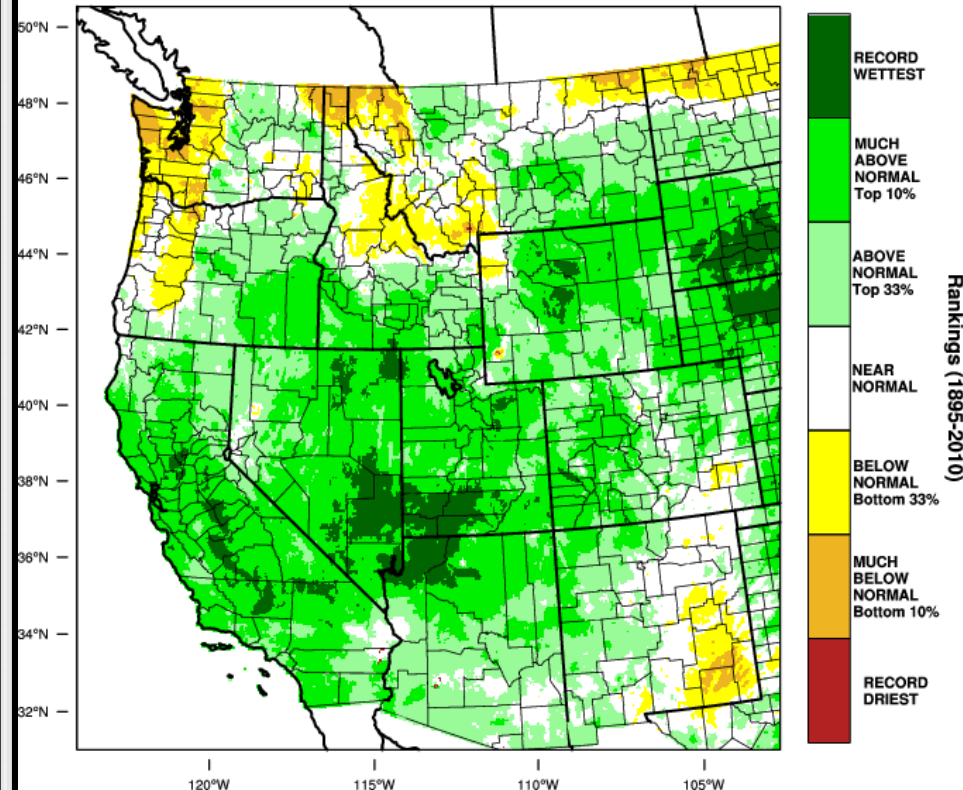 50°N
48°N
46°N
44°N
42°N
40°N
38°N
36°N
34°N
32°N
120°W
115°W
110°W
105°W
RECORD
WETTEST
MUCH
ABOVE
NORMAL
Top 10%
ABOVE
NORMAL
Top 33%
NEAR
NORMAL
BELOW
NORMAL
Bottom 33%
MUCH
BELOW
NORMAL
Bottom 10%
RECORD
DRIEST
Rankings (1895-2010)